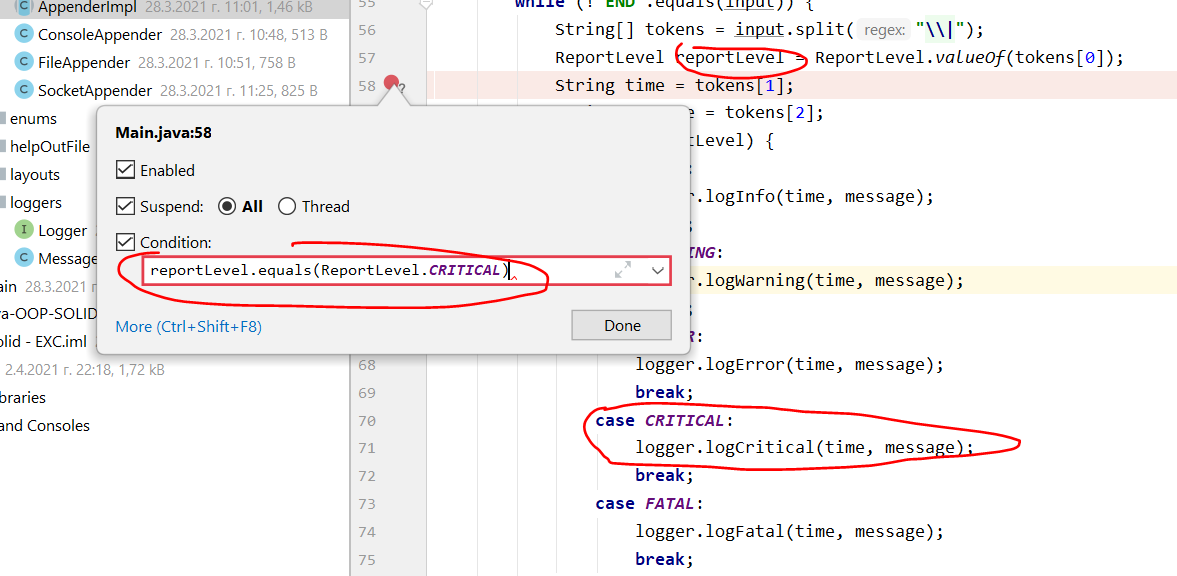 AppenderImpl 28.3.2021 г. 11:01, 1,46 kB
ConsoleAppender 28.3.2021 г. 10:48, 513 B
FileAppender 28.3.2021 г. 10:51, 758 B
SocketAppender 28.3.2021 г. 11:25, 825 B
enums
helpOutFile
layouts
loggers
Logger
Message
ain 28.3.2021 г
va-OOP-SOLID
olid - EXC.iml
2.4.2021 г. 22:18, 1,72 kB
braries
and Consoles
55 while (!"END".equals(input)) {
56 String[] tokens = input.split( regex: "\\|");
57 ReportLevel reportLevel = ReportLevel.valueOf(tokens[0]);
58 ? String time = tokens[1];
e = tokens[2];
tLevel) {
:
r.logInfo(time, message);
;
ING:
r.logWarning(time, message);
;
R:
68 logger.logError(time, message);
69 break;
70 case CRITICAL:
71 logger.logCritical(time, message);
72 break;
73 case FATAL:
74 logger.logFatal(time, message);
75 break;
Main.java:58
Enabled
Suspend: All Thread
Condition:
reportLevel.equals(ReportLevel.CRITICAL)
More (Ctrl+Shift+F8) Done